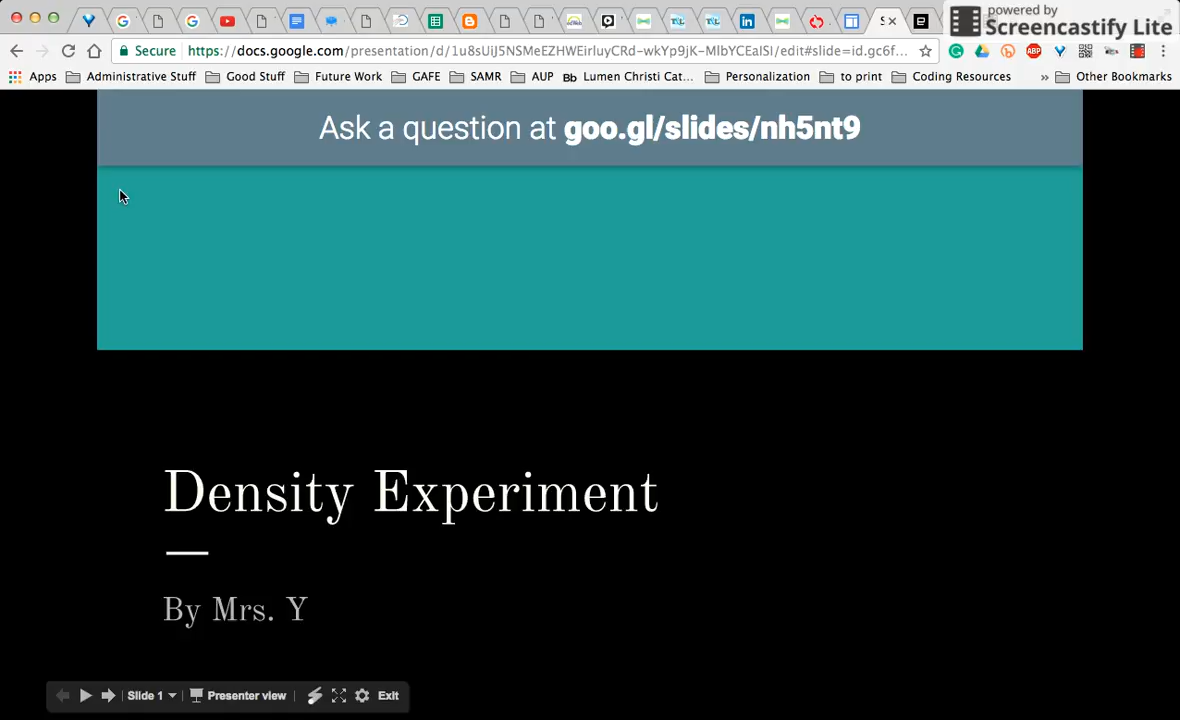 powered by
Screencastify Lite
Secure
https://docs.google.com/presentation/d/1u8sUiJ5NSMeEZHWEirluyCRd-wkYp9jK-MlbYCEalSI/edit#slide=id.gc6f...
Apps
Administrative Stuff
Good Stuff
Future Work
GAFE
SAMR
AUP
Bb Lumen Christi Cat...
Personalization
to print
Coding Resources
»
Other Bookmarks
Ask a question at goo.gl/slides/nh5nt9
Density Experiment
By Mrs. Y
Slide 1
Presenter view
Exit